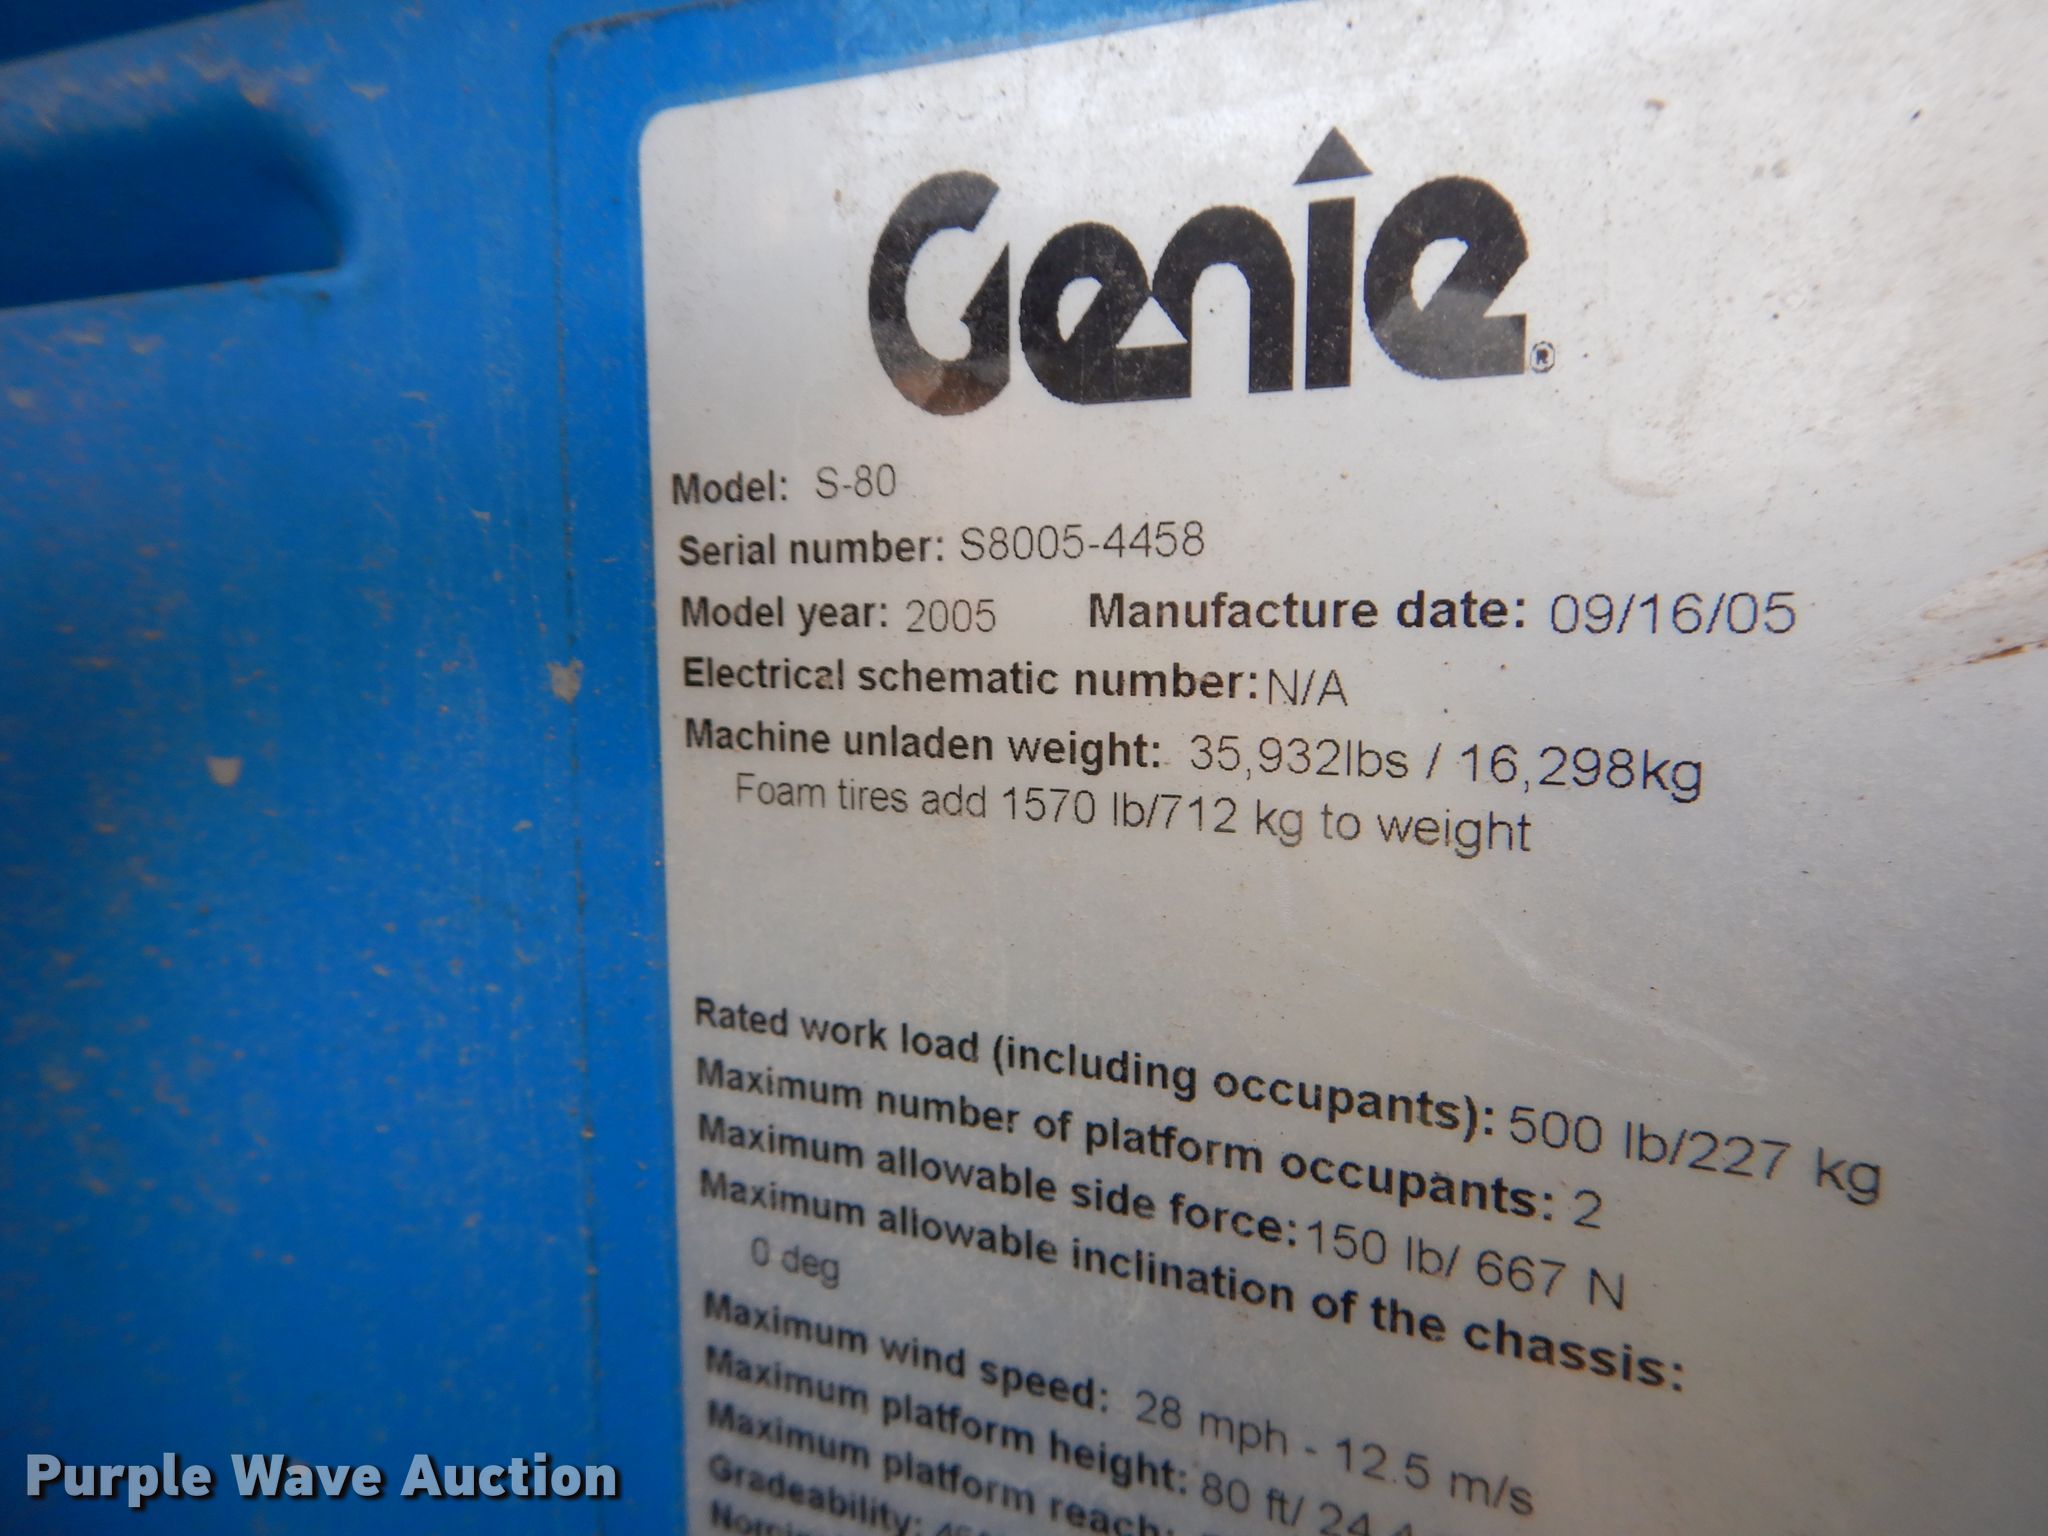 Genie®
Model: S-80
Serial number: S8005-4458
Model year: 2005 Manufacture date: 09/16/05
Electrical schematic number: N/A
Machine unladen weight: 35,932lbs / 16,298kg
Foam tires add 1570 lb/712 kg to weight
Rated work load (including occupants): 500 lb/227 kg
Maximum number of platform occupants: 2
Maximum allowable side force: 150 lb/ 667 N
Maximum allowable inclination of the chassis:
0 deg
Maximum wind speed: 28 mph - 12.5 m/s
Maximum platform height: 80 ft/ 24.4
Maximum platform reach:
Gradeability:
Purple Wave Auction